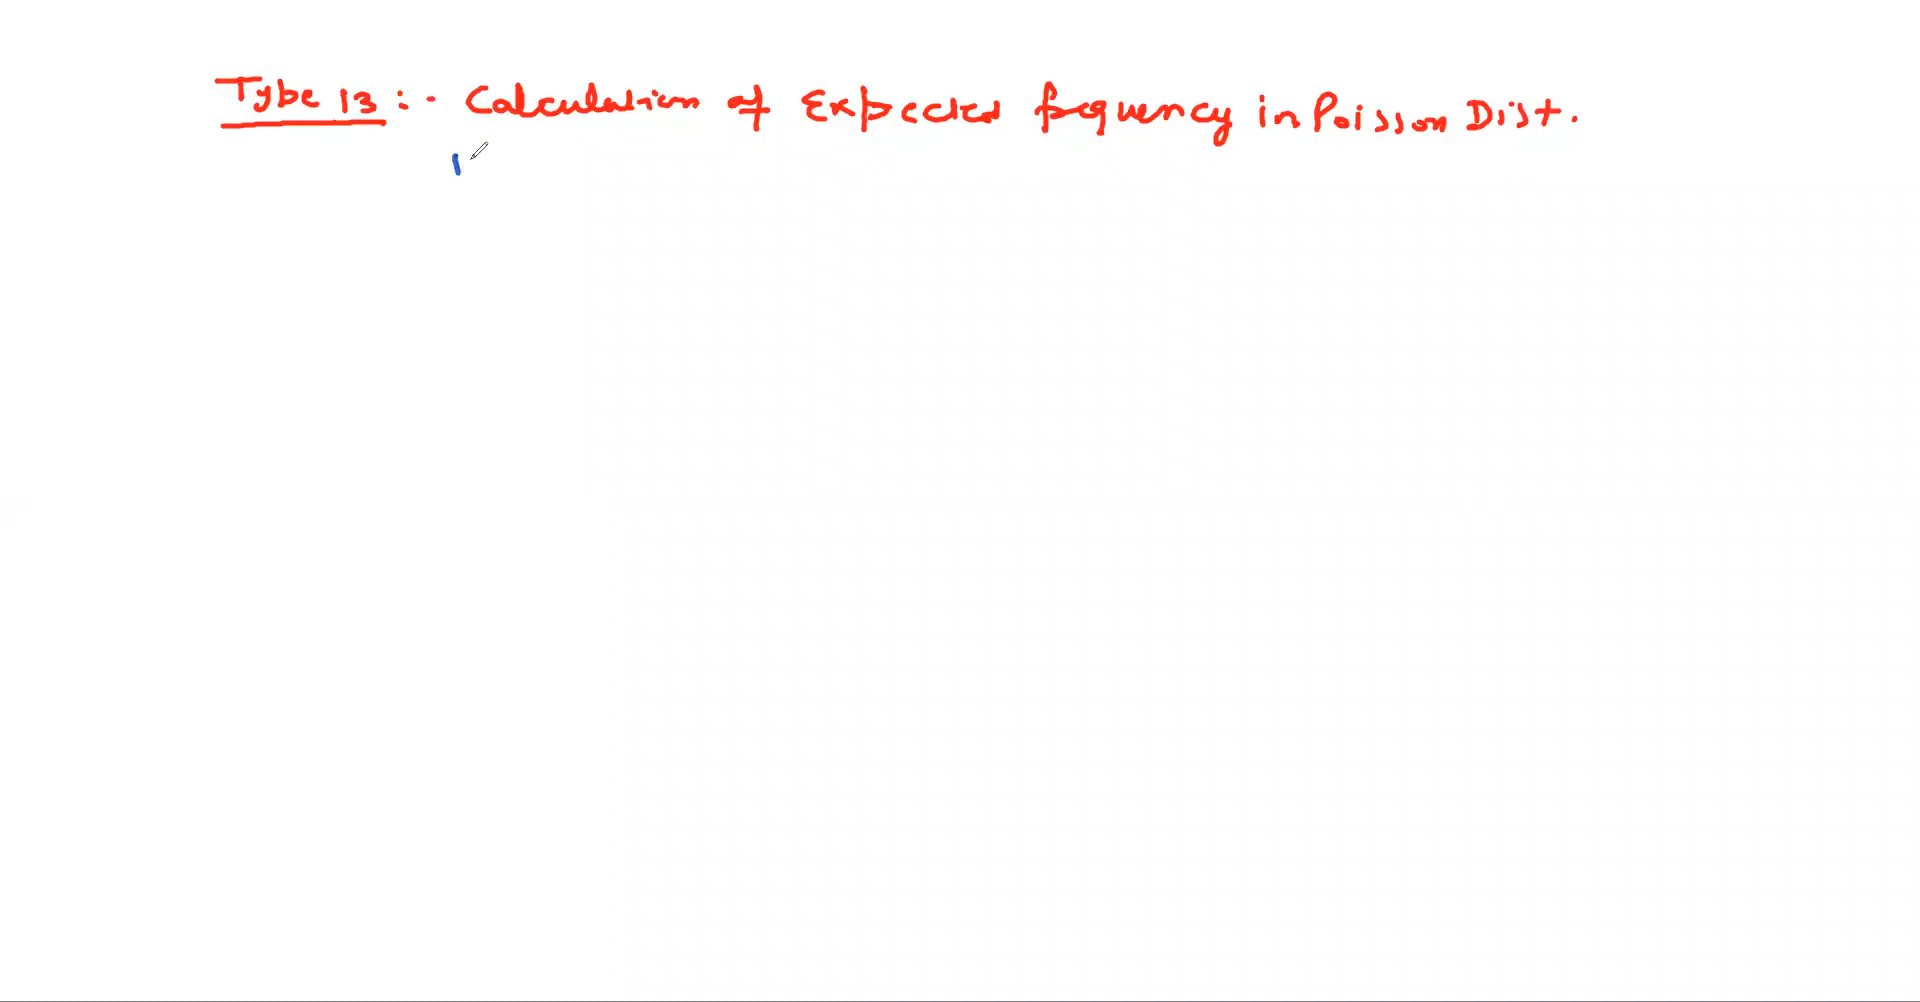 Type 13 :- Calculation of Expected frequency in Poisson Dist.